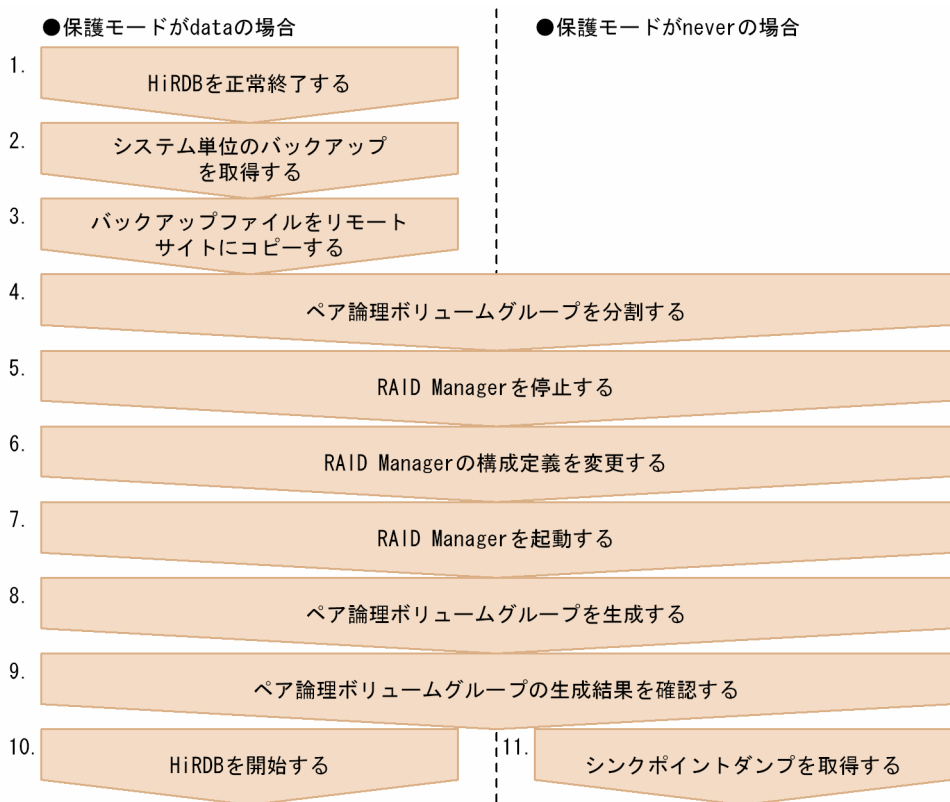 ●保護モードがdataの場合
●保護モードがneverの場合
1.
HiRDBを正常終了する
2.
システム単位のバックアップ
を取得する
3.
バックアップファイルをリモート
サイトにコピーする
4.
ペア論理ボリュームグループを分割する
5.
RAID Managerを停止する
6.
RAID Managerの構成定義を変更する
7.
RAID Managerを起動する
8.
ペア論理ボリュームグループを生成する
9.
ペア論理ボリュームグループの生成結果を確認する
10.
HiRDBを開始する
11.
シンクポイントダンプを取得する